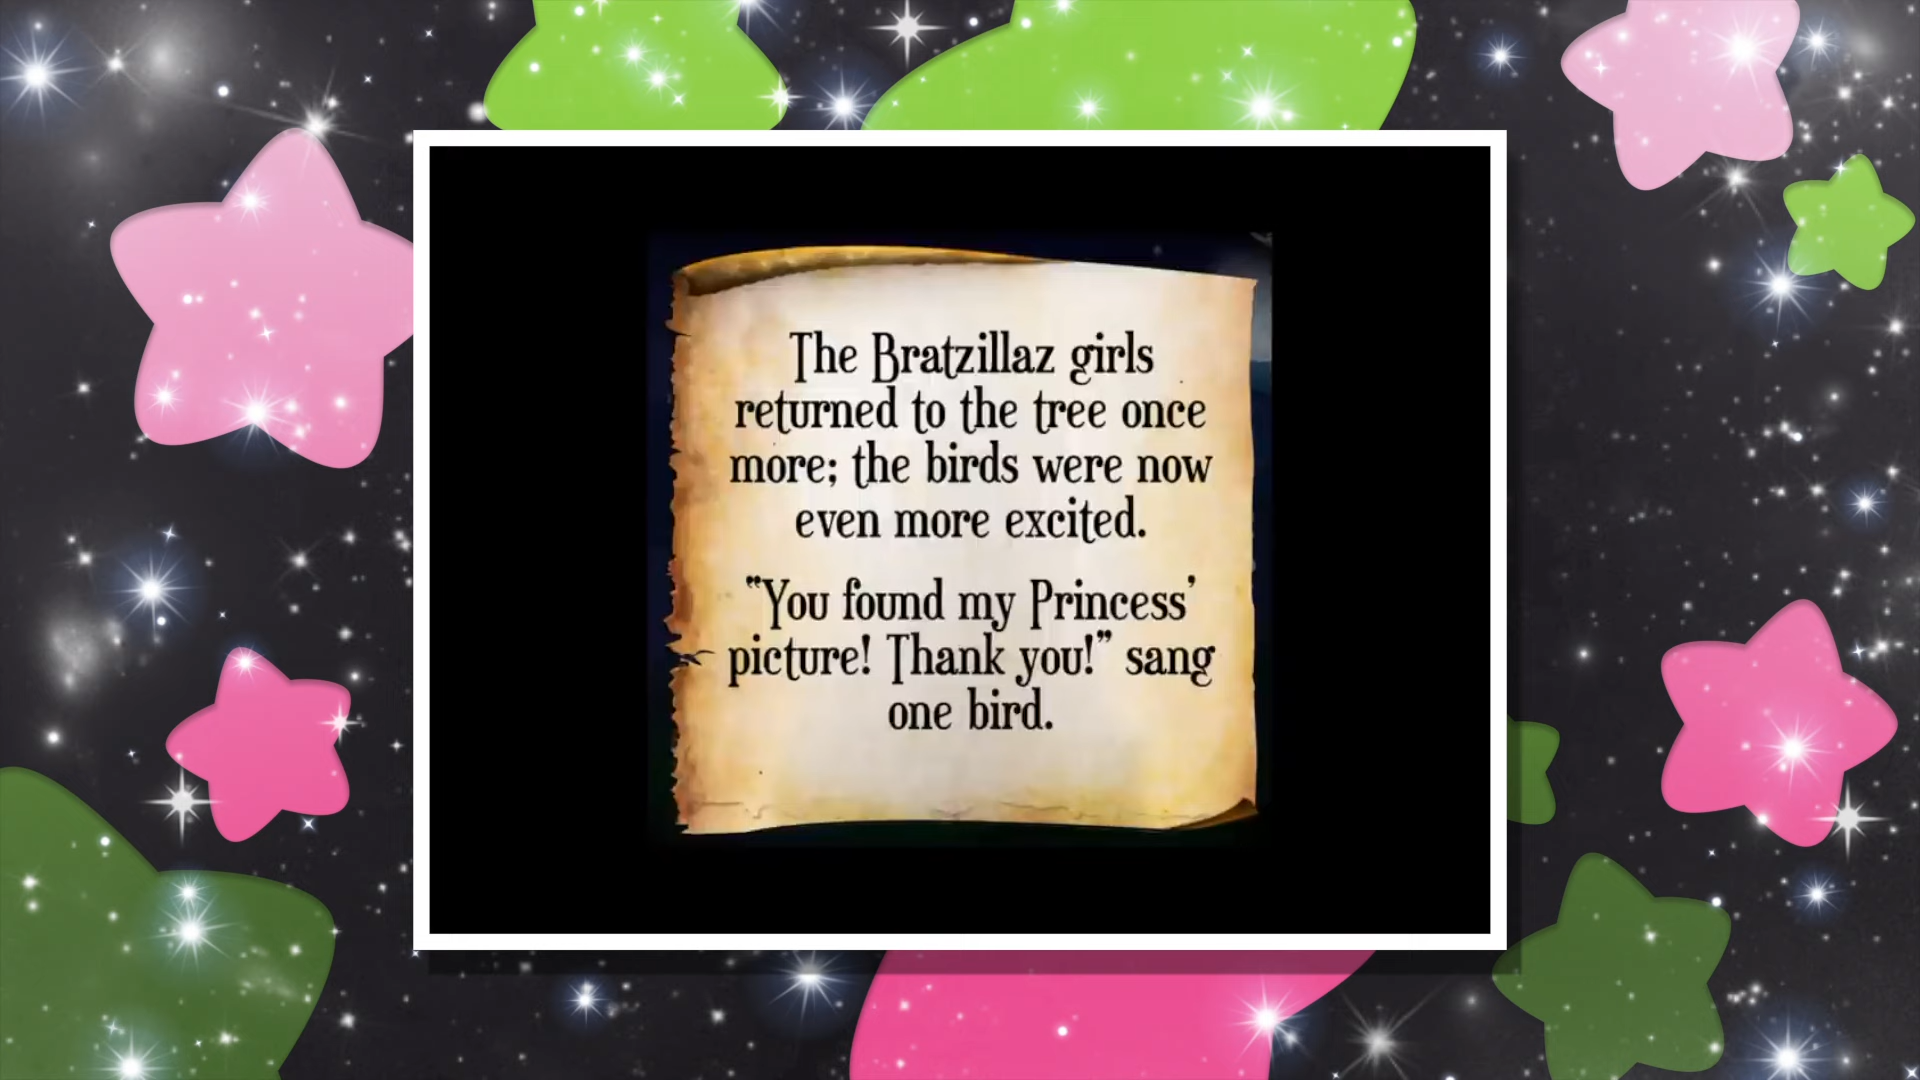 The Bratzillaz girls
returned to the tree once
more; the birds were now
even more excited.
"You found my Princess'
picture! Thank you!" sang
one bird.